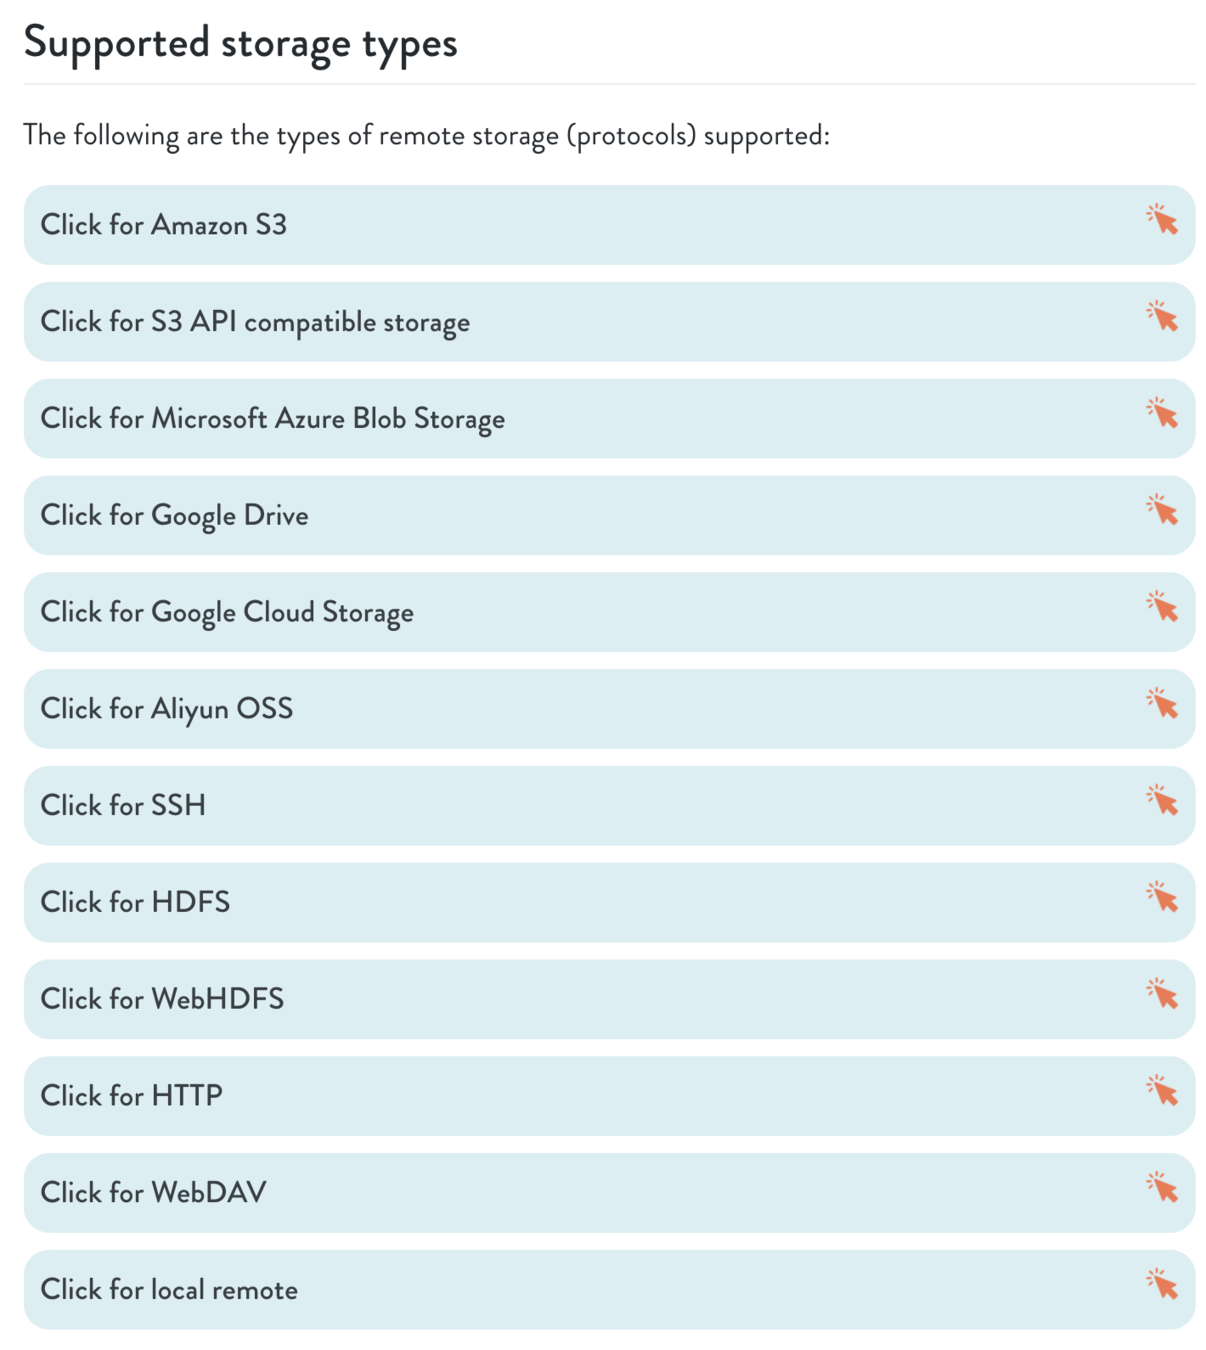 Supported storage types
The following are the types of remote storage (protocols) supported:
Click for Amazon S3
Click for S3 API compatible storage
Click for Microsoft Azure Blob Storage
Click for Google Drive
Click for Google Cloud Storage
Click for Aliyun OSS
Click for SSH
Click for HDFS
Click for WebHDFS
Click for HTTP
Click for WebDAV
Click for local remote